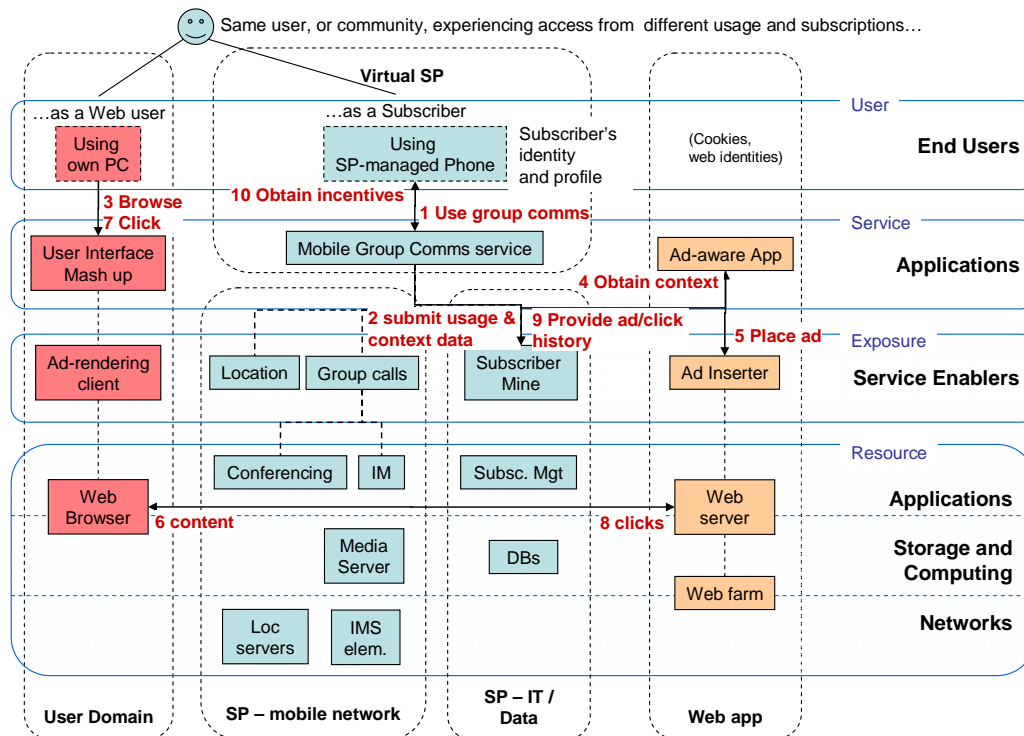 Same user, or community, experiencing access from different usage and subscriptions…
Virtual SP
…as a Web user
…as a Subscriber
User
Using
own PC
Using
SP-managed Phone
Subscriber's
identity
and profile
(Cookies,
web identities)
End Users
3 Browse
7 Click
10 Obtain incentives
1 Use group comms
Service
User Interface
Mash up
Mobile Group Comms service
Ad-aware App
Applications
4 Obtain context
2 submit usage &
context data
9 Provide ad/click
history
5 Place ad
Exposure
Ad-rendering
client
Location
Group calls
Subscriber
Mine
Ad Inserter
Service Enablers
Resource
Conferencing
IM
Subsc. Mgt
Web
Browser
Web
server
Applications
6 content
8 clicks
Media
Server
DBs
Storage and
Computing
Web farm
Loc
servers
IMS
elem.
Networks
User Domain
SP – mobile network
SP – IT /
Data
Web app